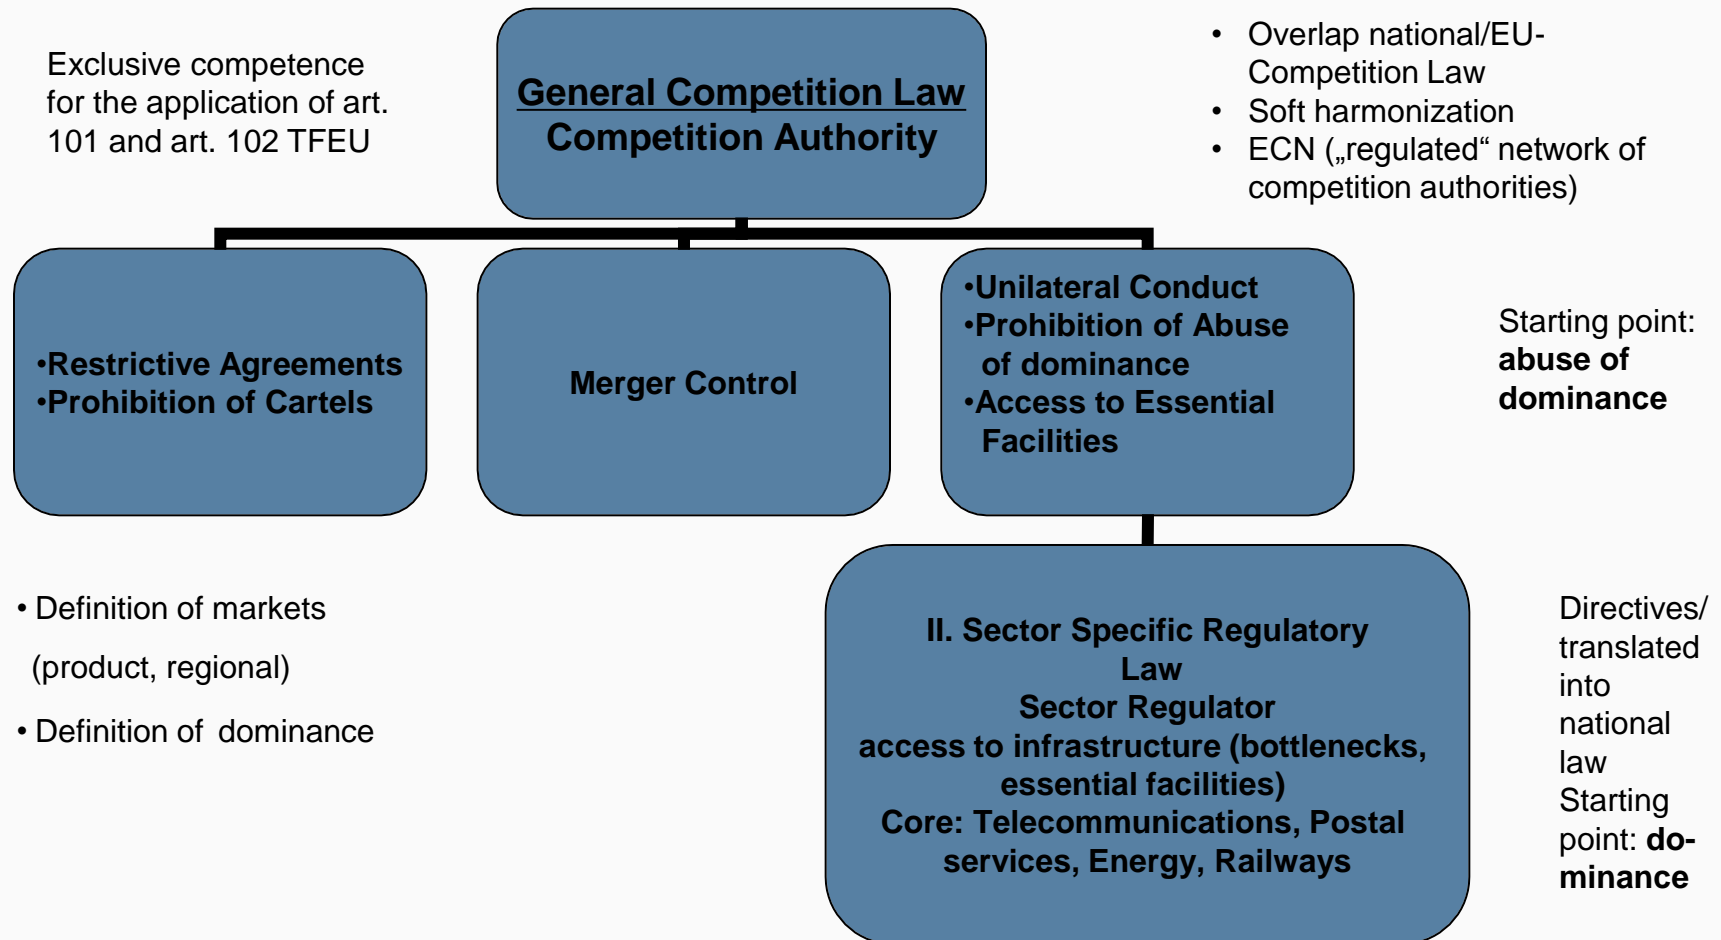 Exclusive competence
for the application of art.
101 and art. 102 TFEU
General Competition Law
Competition Authority
• Overlap national/EU-
Competition Law
• Soft harmonization
• ECN („regulated“ network of
competition authorities)
•Restrictive Agreements
•Prohibition of Cartels
Merger Control
•Unilateral Conduct
•Prohibition of Abuse
of dominance
•Access to Essential
Facilities
Starting point:
abuse of
dominance
• Definition of markets
(product, regional)
• Definition of dominance
II. Sector Specific Regulatory
Law
Sector Regulator
access to infrastructure (bottlenecks,
essential facilities)
Core: Telecommunications, Postal
services, Energy, Railways
Directives/
translated
into
national
law
Starting
point: do-
minance